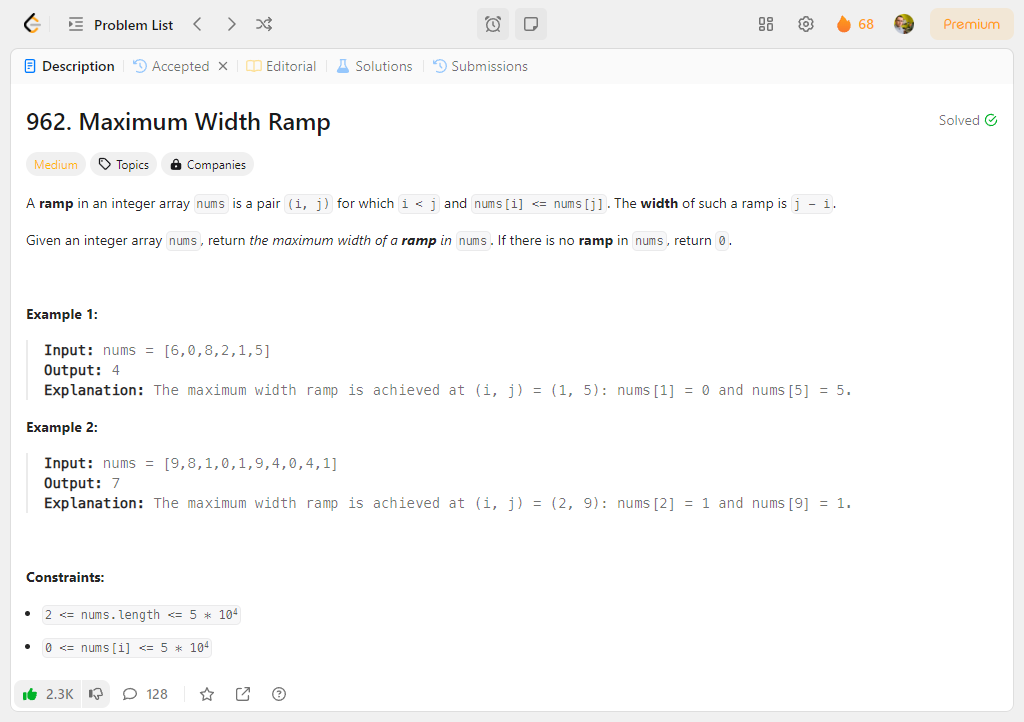 Problem List
68
Premium
Description
Accepted
Editorial
Solutions
Submissions
962. Maximum Width Ramp
Solved
Medium
Topics
Companies
A ramp in an integer array nums is a pair (i, j) for which i < j and nums[i] <= nums[j]. The width of such a ramp is j - i.
Given an integer array nums, return the maximum width of a ramp in nums. If there is no ramp in nums, return 0.
Example 1:
Input: nums = [6,0,8,2,1,5]
Output: 4
Explanation: The maximum width ramp is achieved at (i, j) = (1, 5): nums[1] = 0 and nums[5] = 5.
Example 2:
Input: nums = [9,8,1,0,1,9,4,0,4,1]
Output: 7
Explanation: The maximum width ramp is achieved at (i, j) = (2, 9): nums[2] = 1 and nums[9] = 1.
Constraints:
• 2 <= nums.length <= 5 * 10⁴
• 0 <= nums[i] <= 5 * 10⁴
2.3K
128